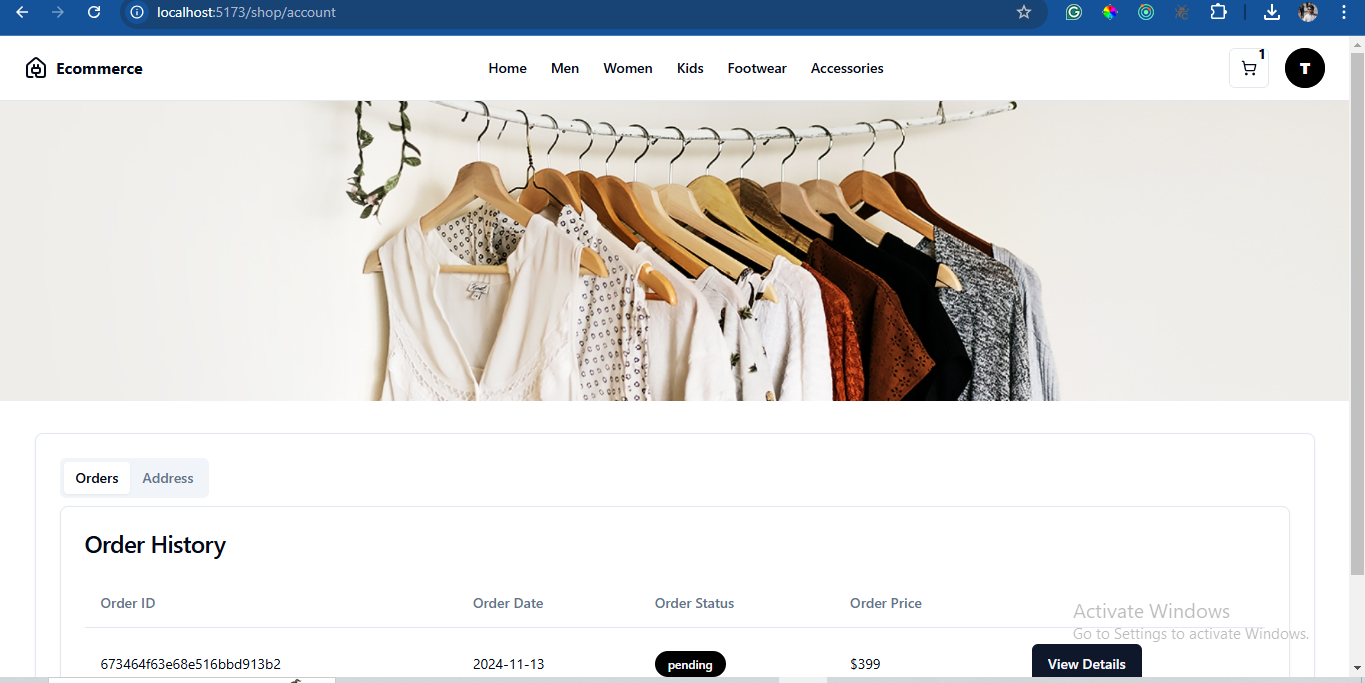 localhost:5173/shop/account
Ecommerce Home Men Women Kids Footwear Accessories 1 T
Orders Address
Order History
Order ID Order Date Order Status Order Price
Activate Windows
Go to Settings to activate Windows.
673464f63e68e516bbd913b2 2024-11-13 pending $399 View Details